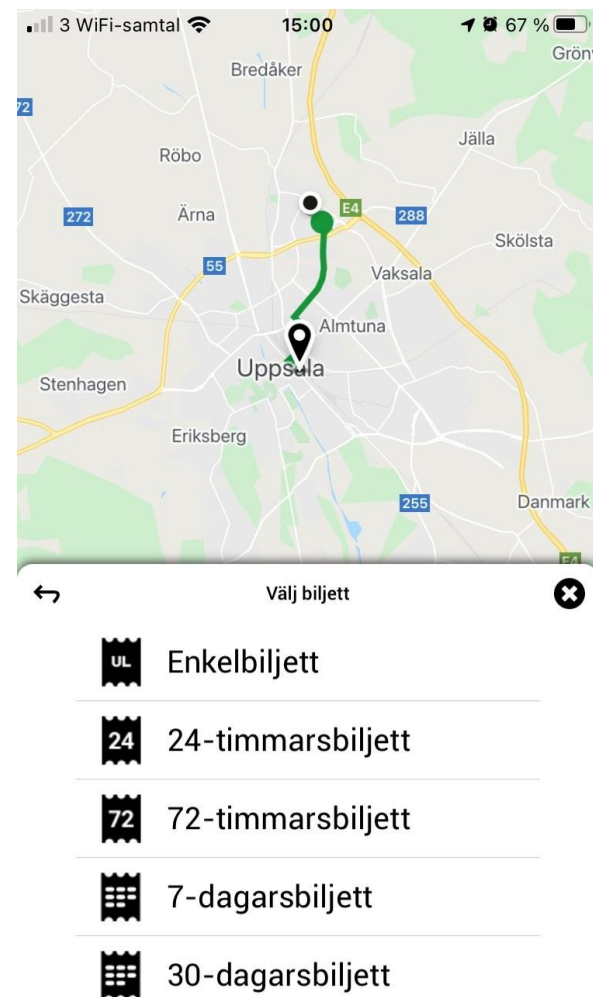 3 WiFi-samtal 15:00 67 %
Grön
Bredåker
72
Jälla
Röbo
E4
272
Ärna
288
Skölsta
55
Vaksala
Skäggesta
Almtuna
Uppsala
Stenhagen
Eriksberg
255
Danmark
E4
Välj biljett
UL Enkelbiljett
24 24-timmarsbiljett
72 72-timmarsbiljett
7-dagarsbiljett
30-dagarsbiljett